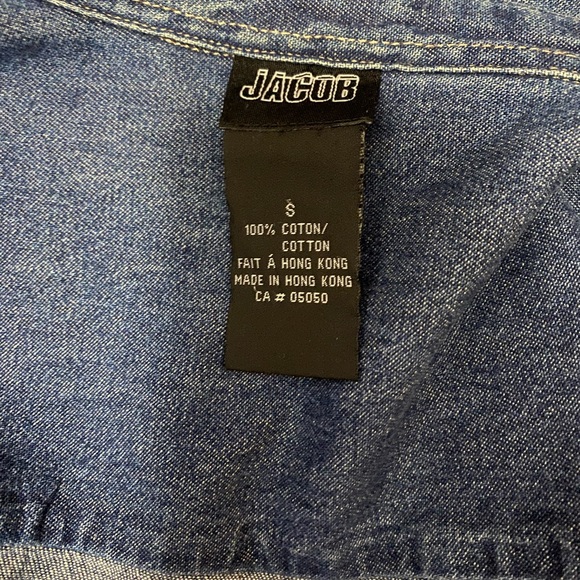 JACOB
S
100% COTON/
COTTON
FAIT Á HONG KONG
MADE IN HONG KONG
CA # 05050